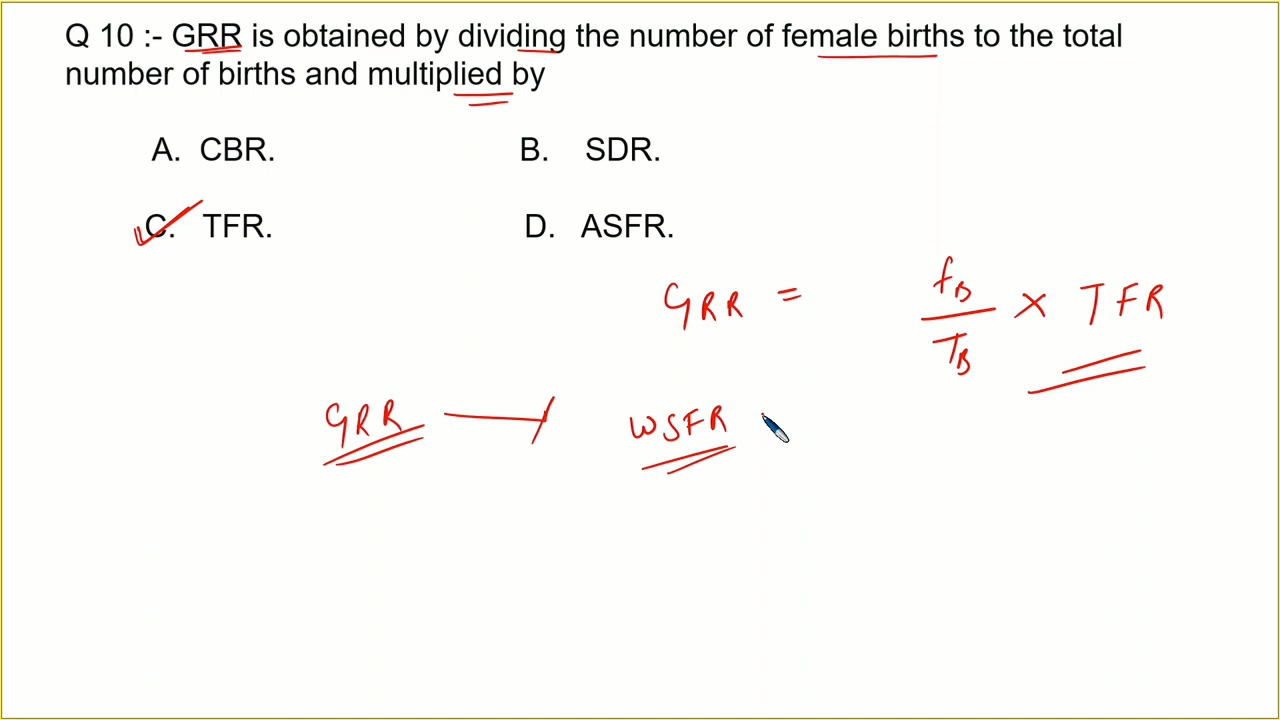 Q 10 :- GRR is obtained by dividing the number of female births to the total
number of births and multiplied by
A. CBR. B. SDR.
C. TFR. D. ASFR.
GRR = fB / TB × TFR
GRR WSFR